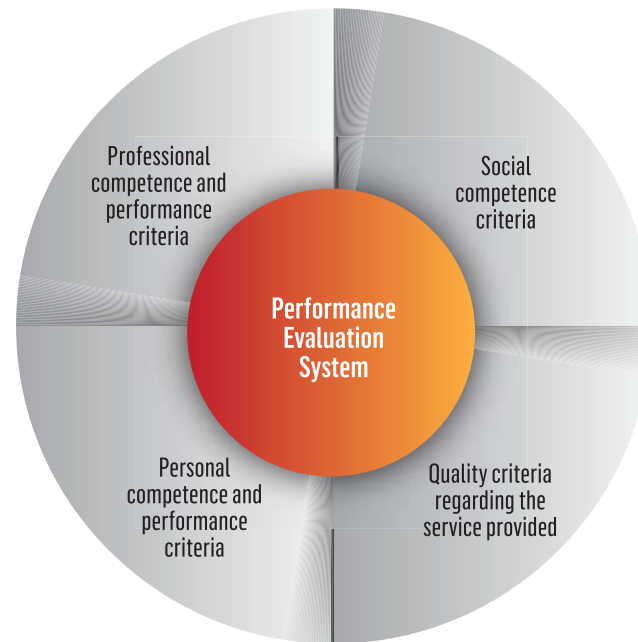 Professional
competence and
performance
criteria
Social
competence
criteria
Performance
Evaluation
System
Personal
competence and
performance
criteria
Quality criteria
regarding the
service provided